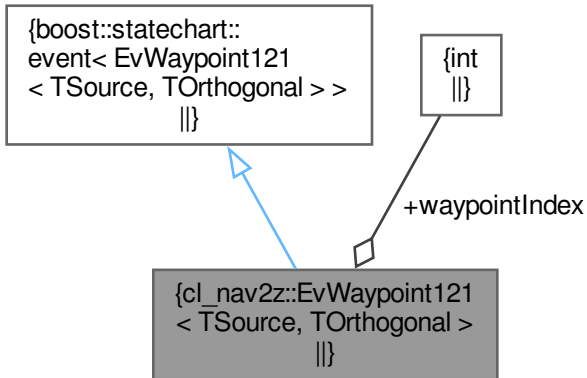 {boost::statechart::
event< EvWaypoint121
< TSource, TOrthogonal > >
||}
{int
||}
+waypointIndex
{cl_nav2z::EvWaypoint121
< TSource, TOrthogonal >
||}